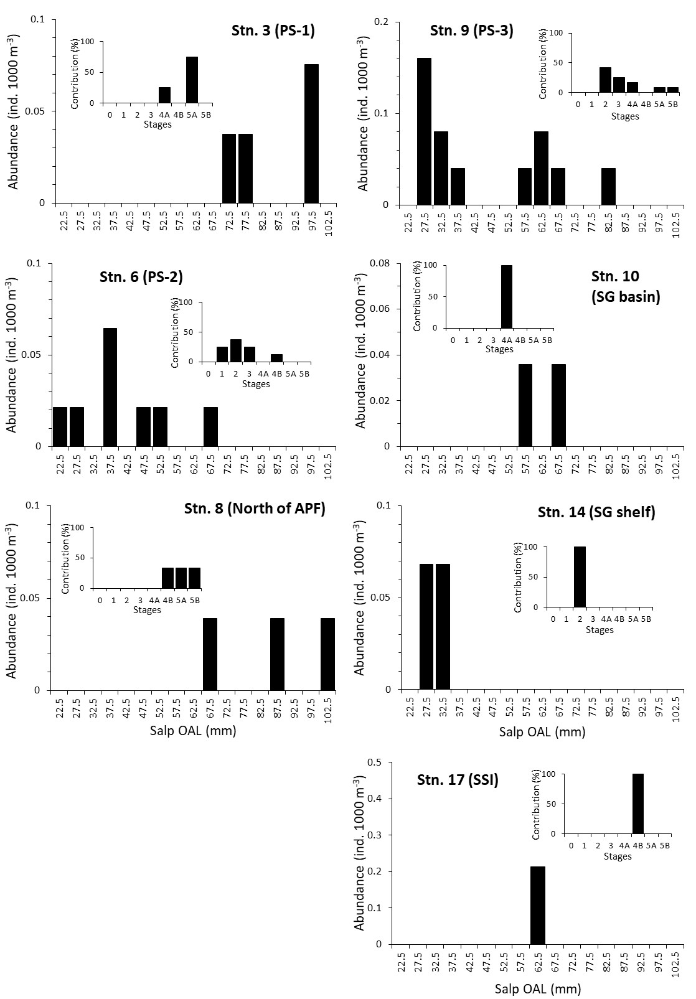 Stn. 3 (PS-1)
Abundance (ind. 1000 m-3)
0.1
0.05
0
Contribution (%)
100
50
0
0 1 2 3 4A 4B 5A 5B
Stages
22.5 27.5 32.5 37.5 42.5 47.5 52.5 57.5 62.5 67.5 72.5 77.5 82.5 87.5 92.5 97.5 102.5
Stn. 9 (PS-3)
Abundance (ind. 1000 m-3)
0.2
0.1
0
Contribution (%)
100
50
0
0 1 2 3 4A 4B 5A 5B
Stages
22.5 27.5 32.5 37.5 42.5 47.5 52.5 57.5 62.5 67.5 72.5 77.5 82.5 87.5 92.5 97.5 102.5
Stn. 6 (PS-2)
Abundance (ind. 1000 m-3)
0.1
0.05
0
Contribution (%)
100
50
0
0 1 2 3 4A 4B 5A 5B
Stages
22.5 27.5 32.5 37.5 42.5 47.5 52.5 57.5 62.5 67.5 72.5 77.5 82.5 87.5 92.5 97.5 102.5
Stn. 10
(SG basin)
Abundance (ind. 1000 m-3)
0.08
0.06
0.04
0.02
0
Contribution (%)
100
50
0
0 1 2 3 4A 4B 5A 5B
Stages
22.5 27.5 32.5 37.5 42.5 47.5 52.5 57.5 62.5 67.5 72.5 77.5 82.5 87.5 92.5 97.5 102.5
Stn. 8 (North of APF)
Abundance (ind. 1000 m-3)
0.1
0.05
0
Contribution (%)
100
50
0
0 1 2 3 4A 4B 5A 5B
Stages
22.5 27.5 32.5 37.5 42.5 47.5 52.5 57.5 62.5 67.5 72.5 77.5 82.5 87.5 92.5 97.5 102.5
Salp OAL (mm)
Stn. 14 (SG shelf)
Abundance (ind. 1000 m-3)
0.1
0.05
0
Contribution (%)
100
50
0
0 1 2 3 4A 4B 5A 5B
Stages
22.5 27.5 32.5 37.5 42.5 47.5 52.5 57.5 62.5 67.5 72.5 77.5 82.5 87.5 92.5 97.5 102.5
Salp OAL (mm)
Stn. 17 (SSI)
Abundance (ind. 1000 m-3)
0.5
0.4
0.3
0.2
0.1
0
Contribution (%)
100
50
0
0 1 2 3 4A 4B 5A 5B
Stages
22.5 27.5 32.5 37.5 42.5 47.5 52.5 57.5 62.5 67.5 72.5 77.5 82.5 87.5 92.5 97.5 102.5
Salp OAL (mm)